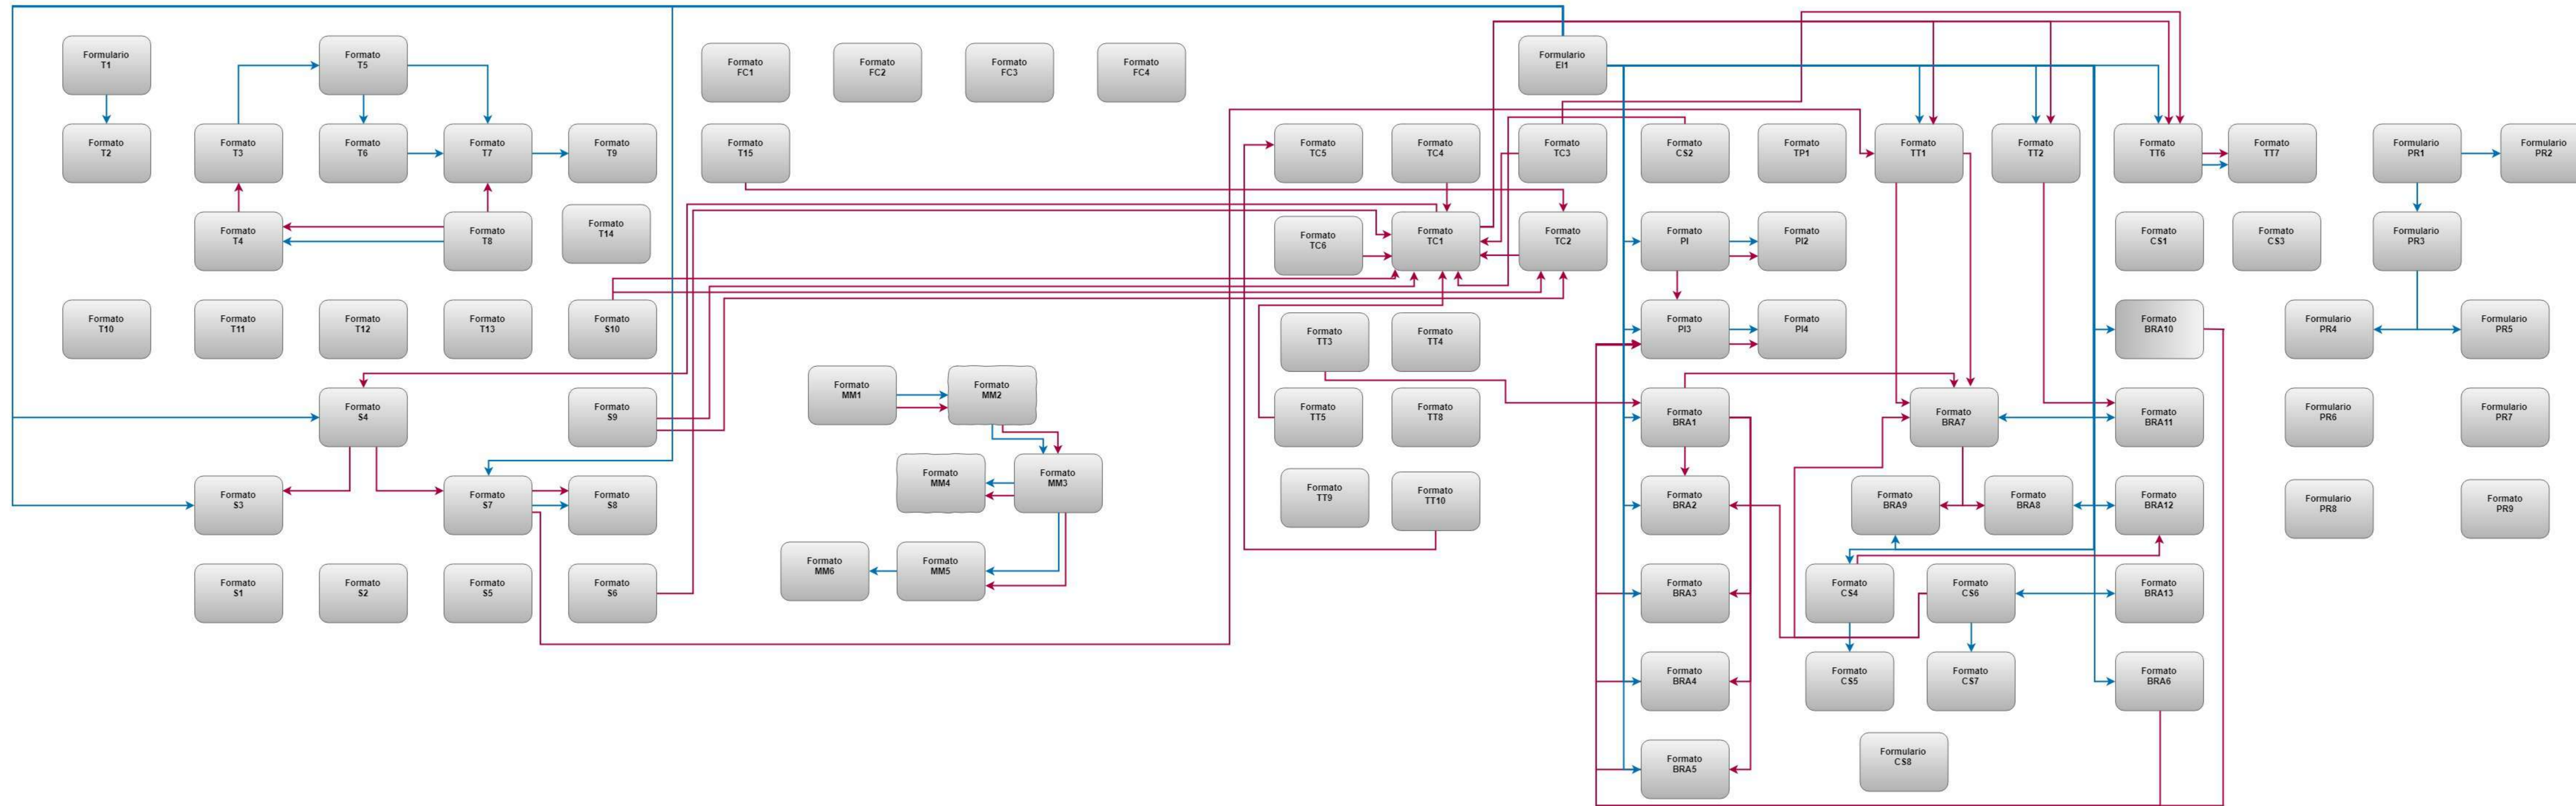 Formulario
T1
Formato
T5
Formato
FC1
Formato
FC2
Formato
FC3
Formato
FC4
Formulario
EI1
Formato
T2
Formato
T3
Formato
T6
Formato
T7
Formato
T9
Formato
T15
Formato
TC5
Formato
TC4
Formato
TC3
Formato
CS2
Formato
TP1
Formato
TT1
Formato
TT2
Formato
TT6
Formato
TT7
Formulario
PR1
Formulario
PR2
Formato
T4
Formato
T8
Formato
T14
Formato
TC6
Formato
TC1
Formato
TC2
Formato
PI
Formato
PI2
Formato
CS1
Formato
CS3
Formulario
PR3
Formato
T10
Formato
T11
Formato
T12
Formato
T13
Formato
S10
Formato
TT3
Formato
TT4
Formato
PI3
Formato
PI4
Formato
BRA10
Formulario
PR4
Formulario
PR5
Formato
S4
Formato
S9
Formato
MM1
Formato
MM2
Formato
TT5
Formato
TT8
Formato
BRA1
Formato
BRA7
Formato
BRA11
Formulario
PR6
Formulario
PR7
Formato
S3
Formato
S7
Formato
S8
Formato
MM4
Formato
MM3
Formato
TT9
Formato
TT10
Formato
BRA2
Formato
BRA9
Formato
BRA8
Formato
BRA12
Formulario
PR8
Formato
PR9
Formato
S1
Formato
S2
Formato
S5
Formato
S6
Formato
MM6
Formato
MM5
Formato
BRA3
Formato
CS4
Formato
CS6
Formato
BRA13
Formato
BRA4
Formato
CS5
Formato
CS7
Formato
BRA6
Formato
BRA5
Formulario
CS8